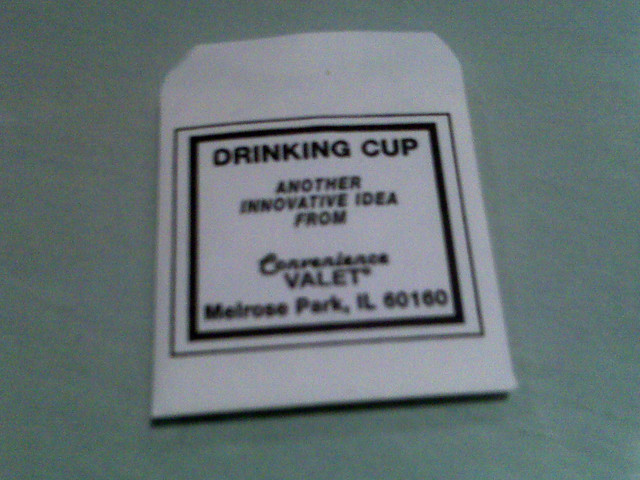 DRINKING CUP
ANOTHER
INNOVATIVE IDEA
FROM
Convenience
VALET®
Melrose Park, IL 60160